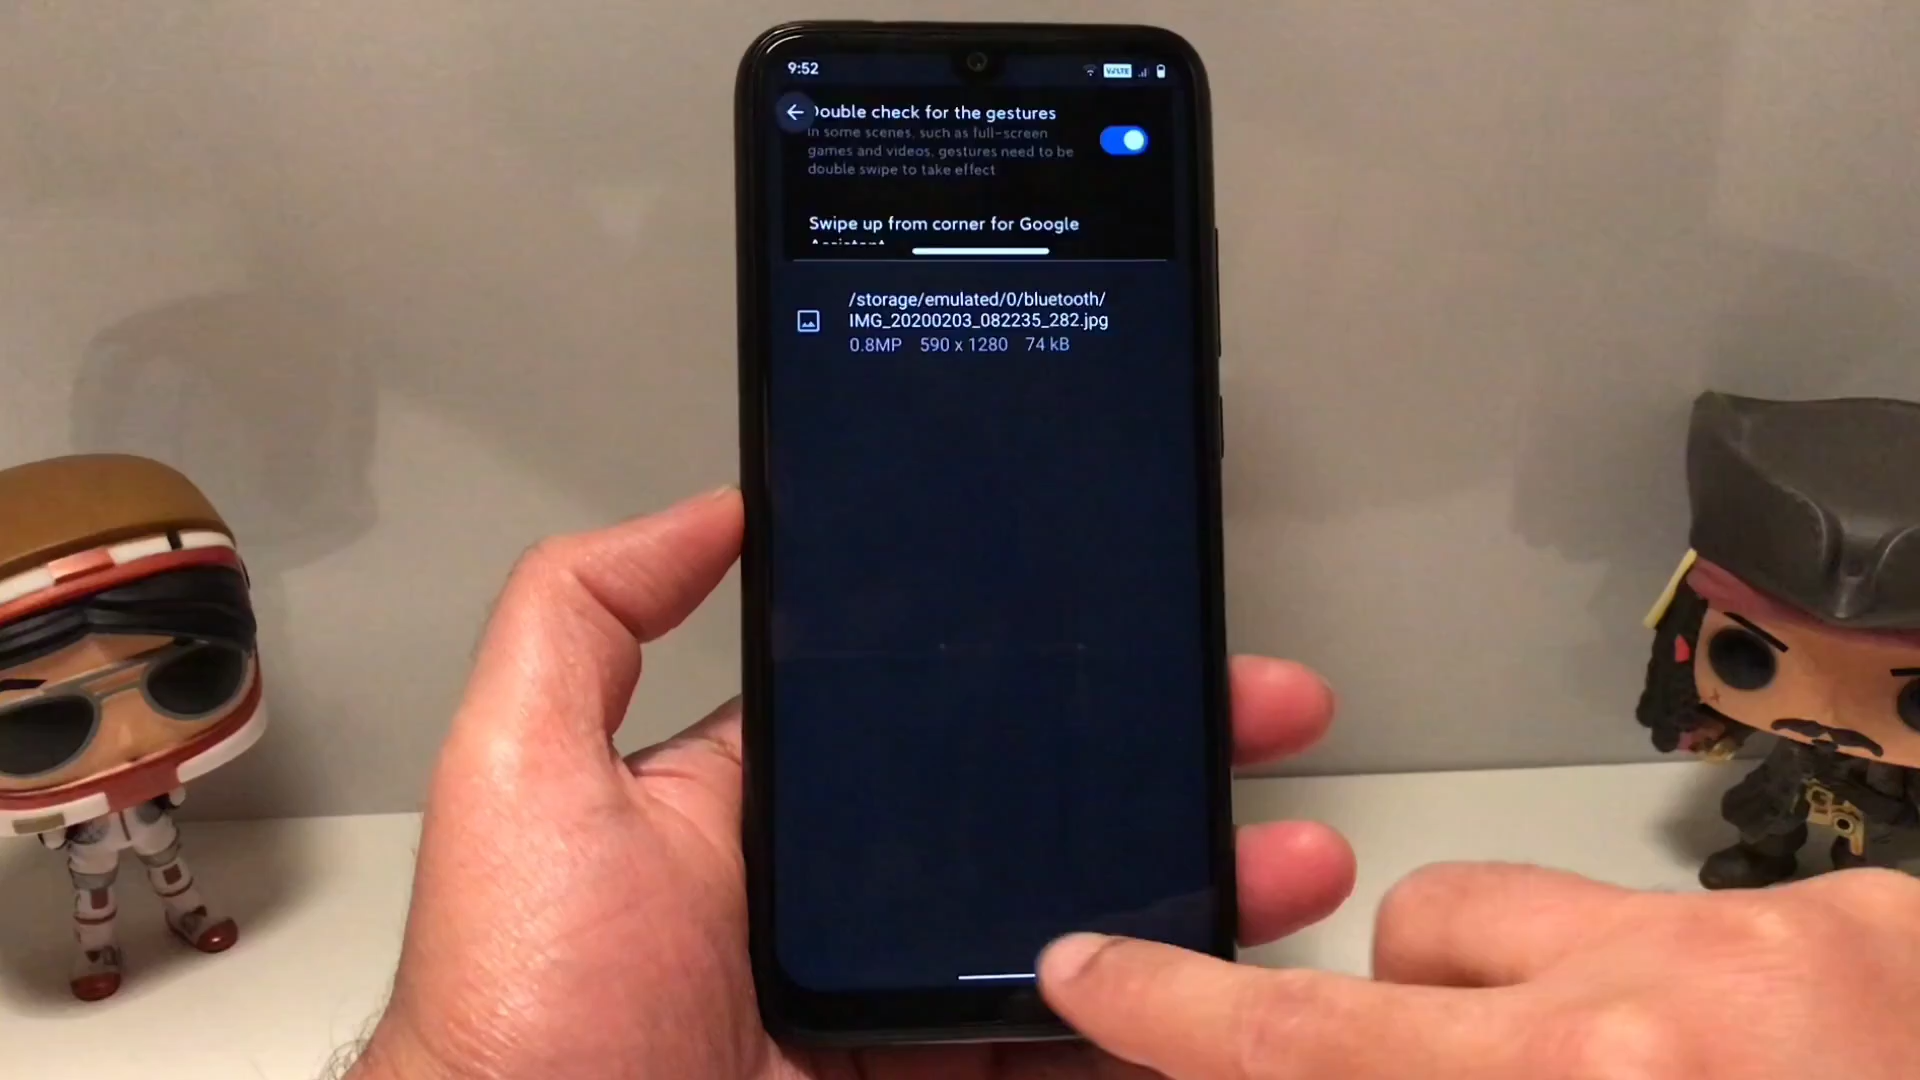 9:52
VoLTE
Double check for the gestures
In some scenes, such as full-screen
games and videos, gestures need to be
double swipe to take effect
Swipe up from corner for Google
Assistant
/storage/emulated/0/bluetooth/
IMG_20200203_082235_282.jpg
0.8MP 590 x 1280 74 kB